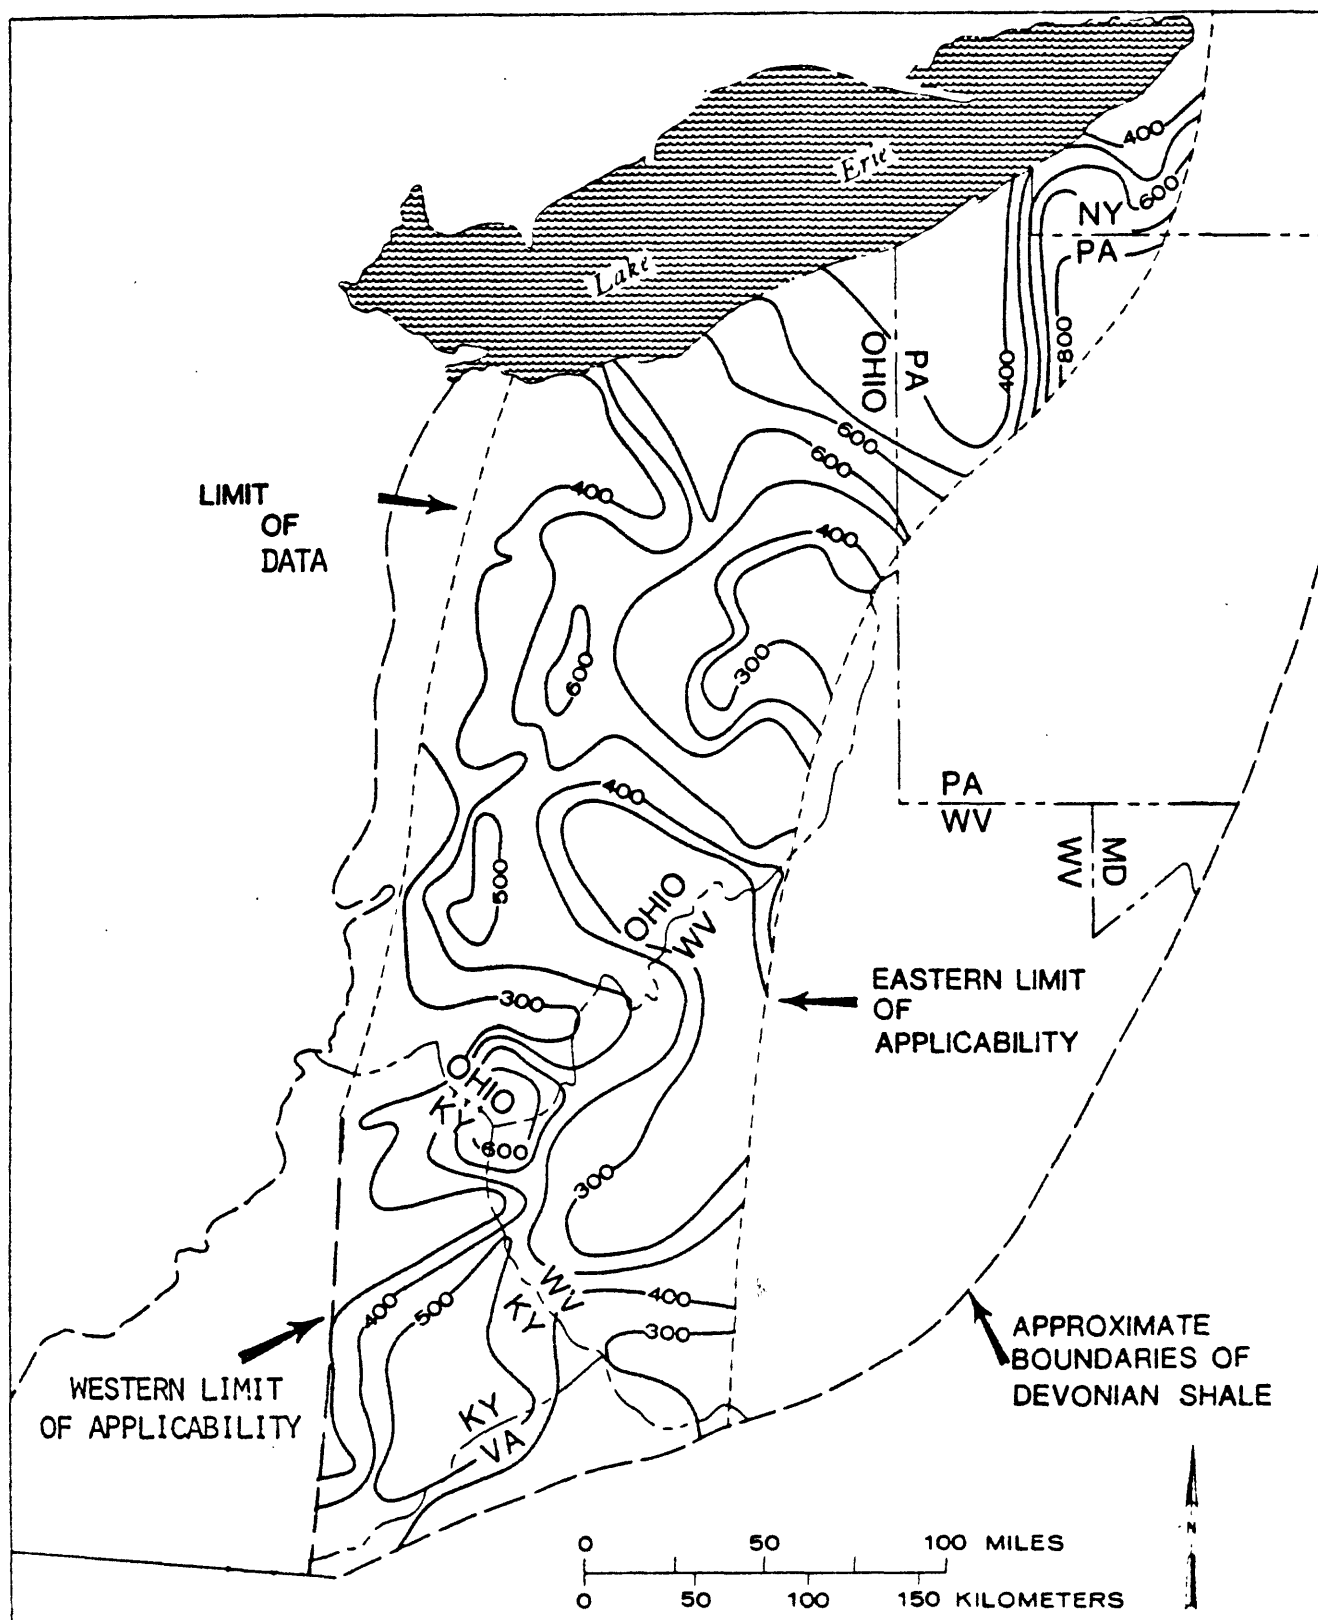 400
Erie
600
NY
PA
Lake
800
OHIO
PA
400
600
600
400
LIMIT
OF
DATA
400
300
600
PA
WV
400
WV
MD
500
OHIO
WV
EASTERN LIMIT
OF
APPLICABILITY
300
OHIO
KY
600
300
WV
KY
400
400
500
300
APPROXIMATE
BOUNDARIES OF
DEVONIAN SHALE
WESTERN LIMIT
OF APPLICABILITY
KY
VA
N
0 50 100 MILES
0 50 100 150 KILOMETERS